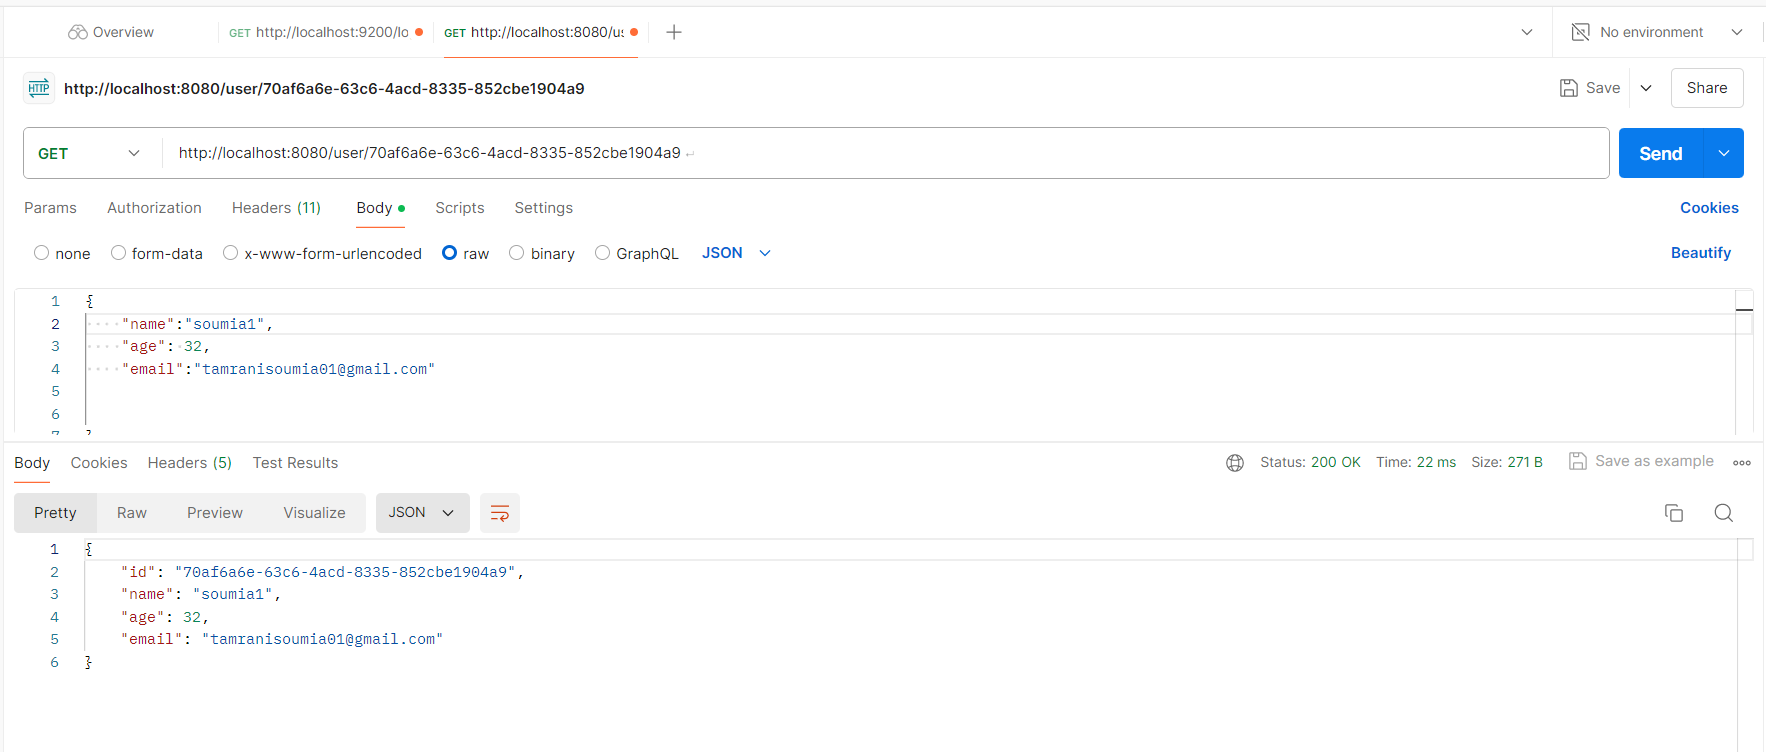 Overview GET http://localhost:9200/lo GET http://localhost:8080/us No environment
HTTP http://localhost:8080/user/70af6a6e-63c6-4acd-8335-852cbe1904a9 Save Share
GET http://localhost:8080/user/70af6a6e-63c6-4acd-8335-852cbe1904a9 Send
Params Authorization Headers (11) Body Scripts Settings Cookies
none form-data x-www-form-urlencoded raw binary GraphQL JSON Beautify
1 {
2 "name":"soumia1",
3 "age": 32,
4 "email":"tamranisoumia01@gmail.com"
5
6
7 }
Body Cookies Headers (5) Test Results Status: 200 OK Time: 22 ms Size: 271 B Save as example
Pretty Raw Preview Visualize JSON
1 {
2 "id": "70af6a6e-63c6-4acd-8335-852cbe1904a9",
3 "name": "soumia1",
4 "age": 32,
5 "email": "tamranisoumia01@gmail.com"
6 }